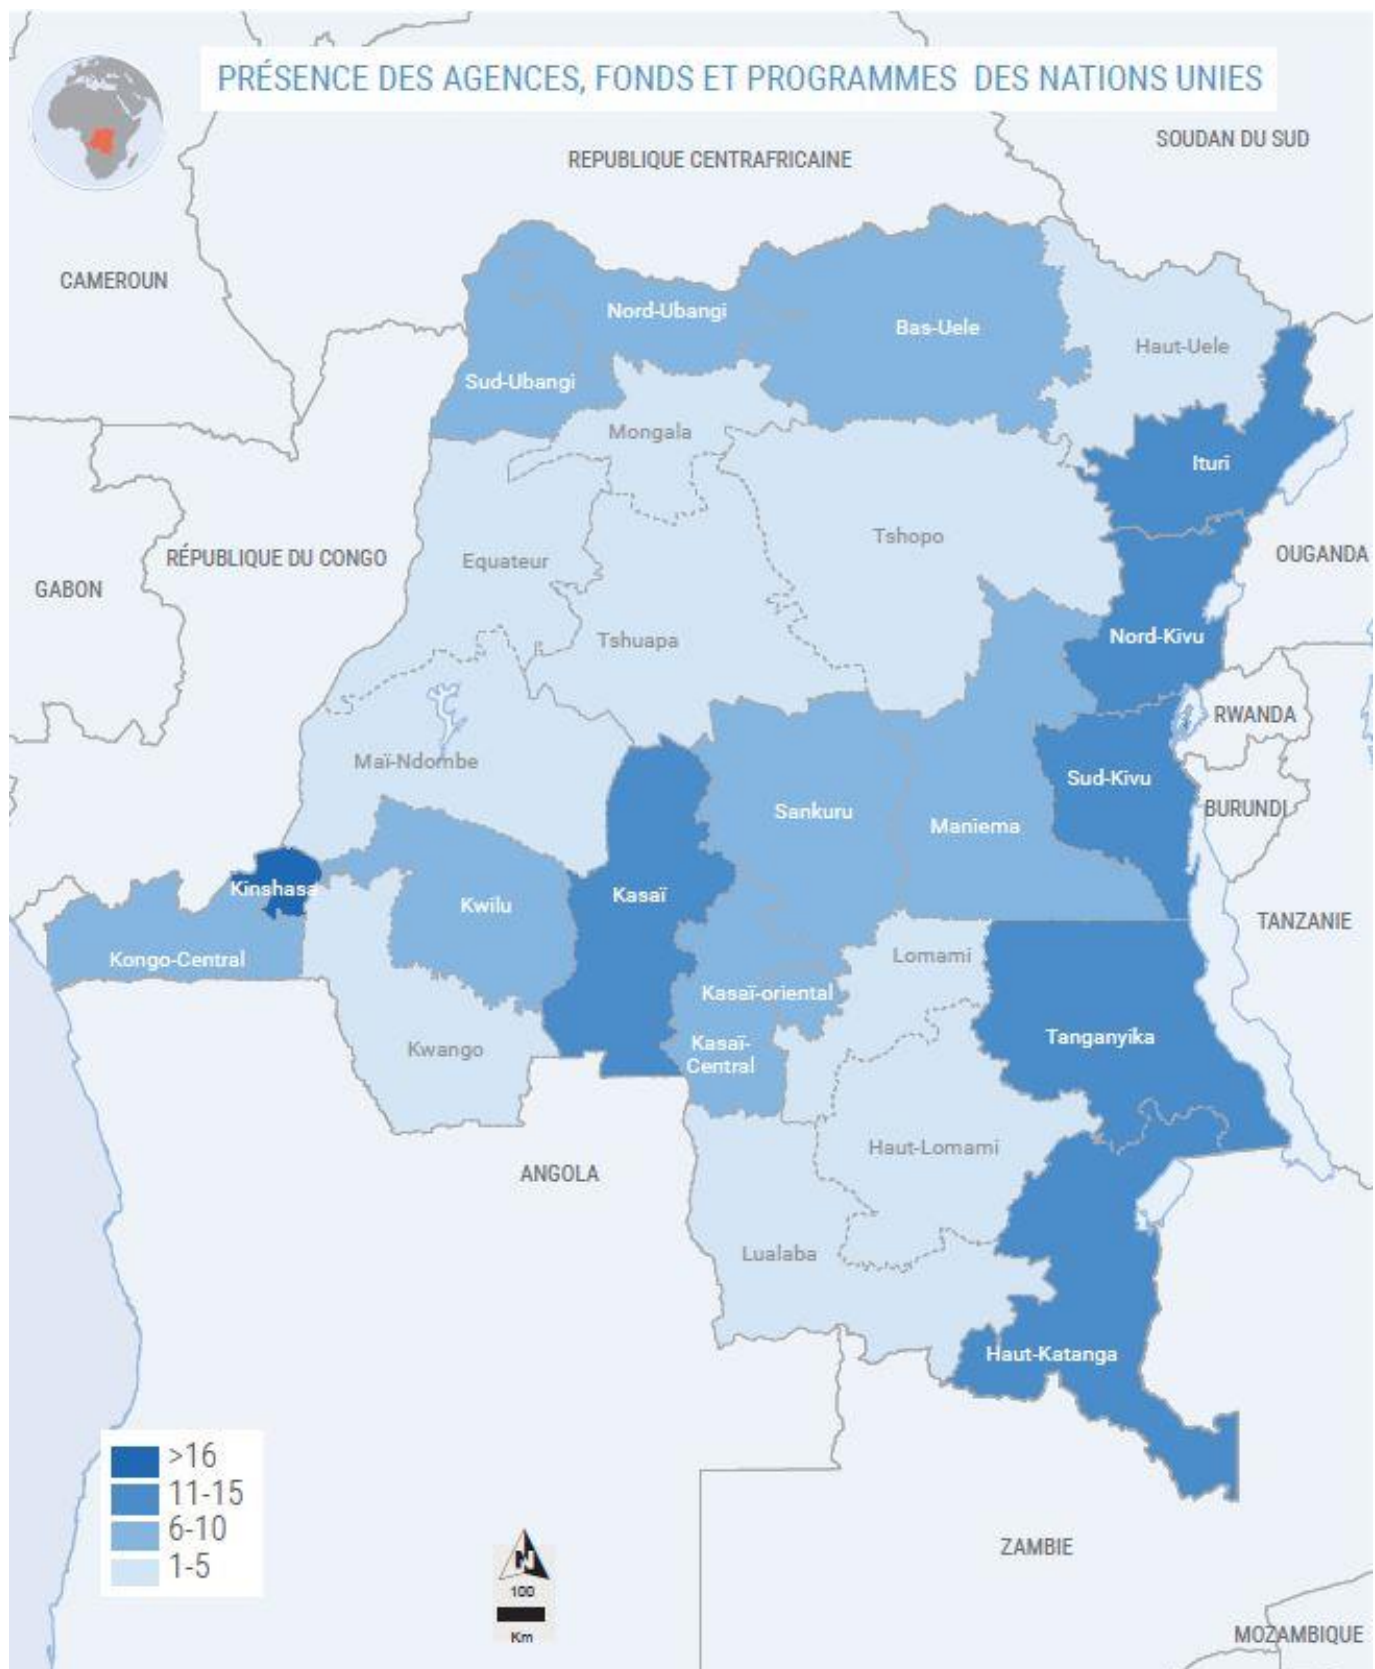 PRÉSENCE DES AGENCES, FONDS ET PROGRAMMES DES NATIONS UNIES
SOUDAN DU SUD
REPUBLIQUE CENTRAFRICAINE
CAMEROUN
Nord-Ubangi
Bas-Uele
Haut-Uele
Sud-Ubangi
Mongala
Ituri
Tshopo
RÉPUBLIQUE DU CONGO
Equateur
OUGANDA
GABON
Tshuapa
Nord-Kivu
RWANDA
Maï-Ndombe
Sud-Kivu
Sankuru
Maniema
BURUNDI
Kinshasa
Kasaï
Kwilu
TANZANIE
Kongo-Central
Lomami
Kasaï-oriental
Tanganyika
Kwango
Kasaï-
Central
Haut-Lomami
ANGOLA
Lualaba
Haut-Katanga
>16
11-15
6-10
1-5
ZAMBIE
N
100
Km
MOZAMBIQUE